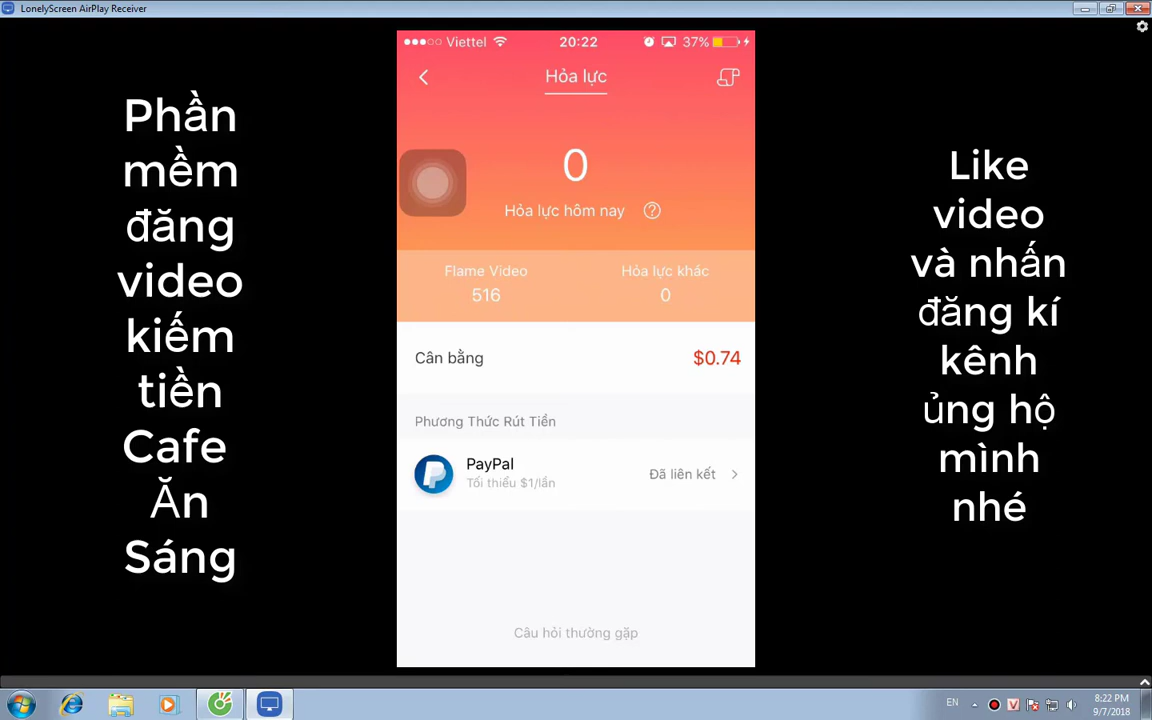 LonelyScreen AirPlay Receiver
Phần
mềm
đăng
video
kiếm
tiền
Cafe
Ăn
Sáng
Viettel
20:22
37%
Hỏa lực
0
Hỏa lực hôm nay
?
Flame Video
Hỏa lực khác
516
0
Cân bằng
$0.74
Phương Thức Rút Tiền
PayPal
Tối thiểu $1/lần
Đã liên kết
Câu hỏi thường gặp
Like
video
và nhấn
đăng kí
kênh
ủng hộ
mình
nhé
EN
8:22 PM
9/7/2018